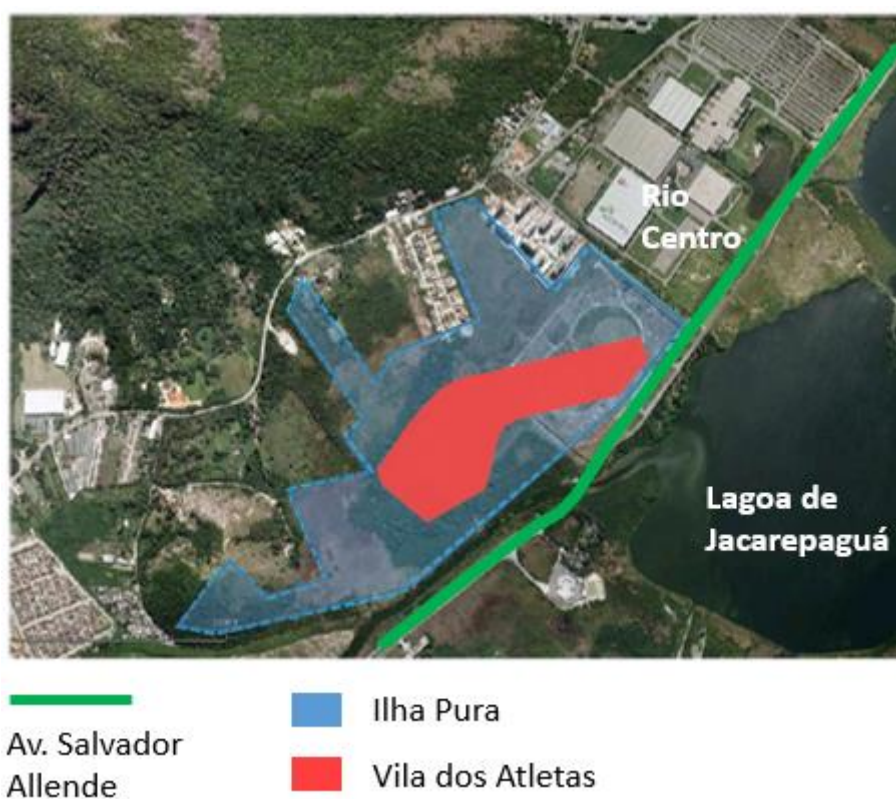 Rio
Centro
Lagoa de
Jacarepaguá
Av. Salvador
Allende
Ilha Pura
Vila dos Atletas